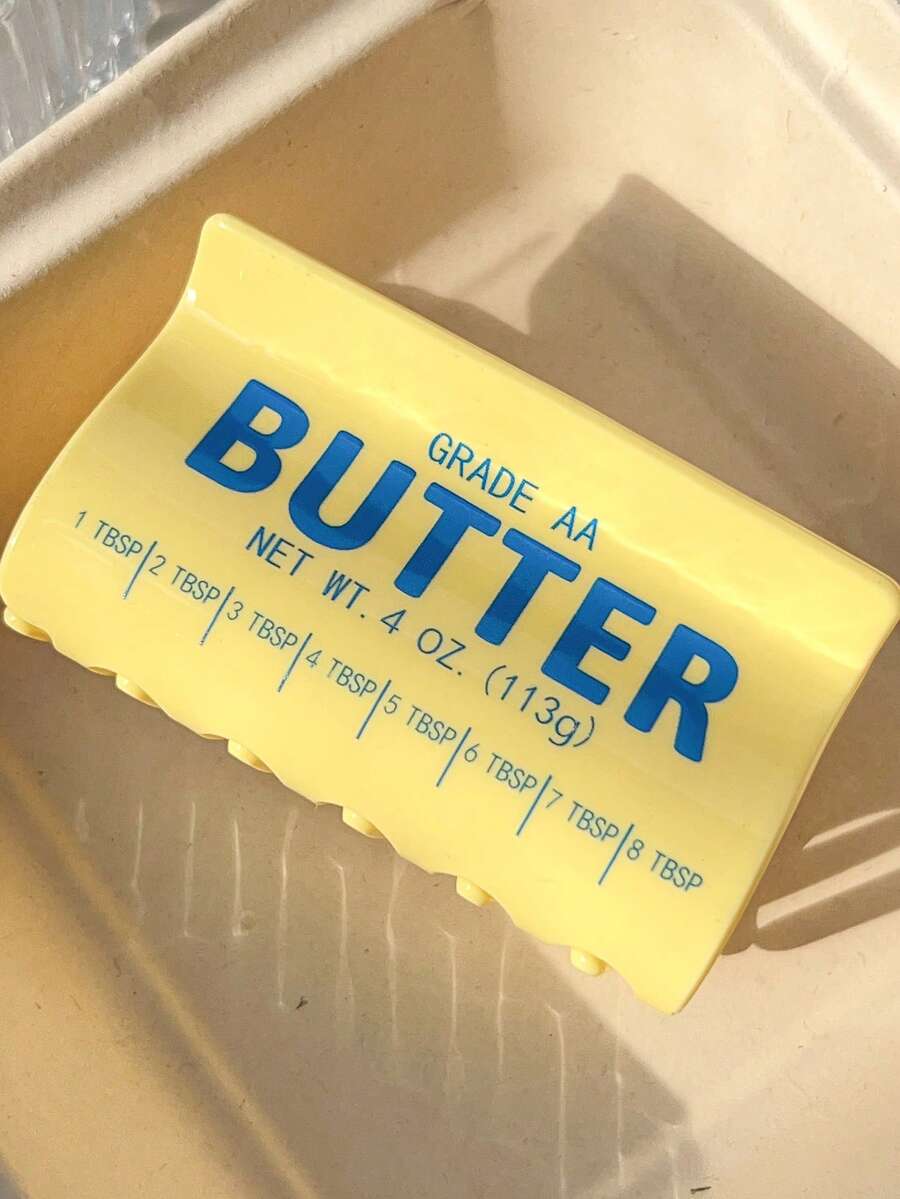 GRADE AA
BUTTER
NET WT. 4 OZ. (113g)
1 TBSP|2 TBSP|3 TBSP|4 TBSP|5 TBSP|6 TBSP|7 TBSP|8 TBSP